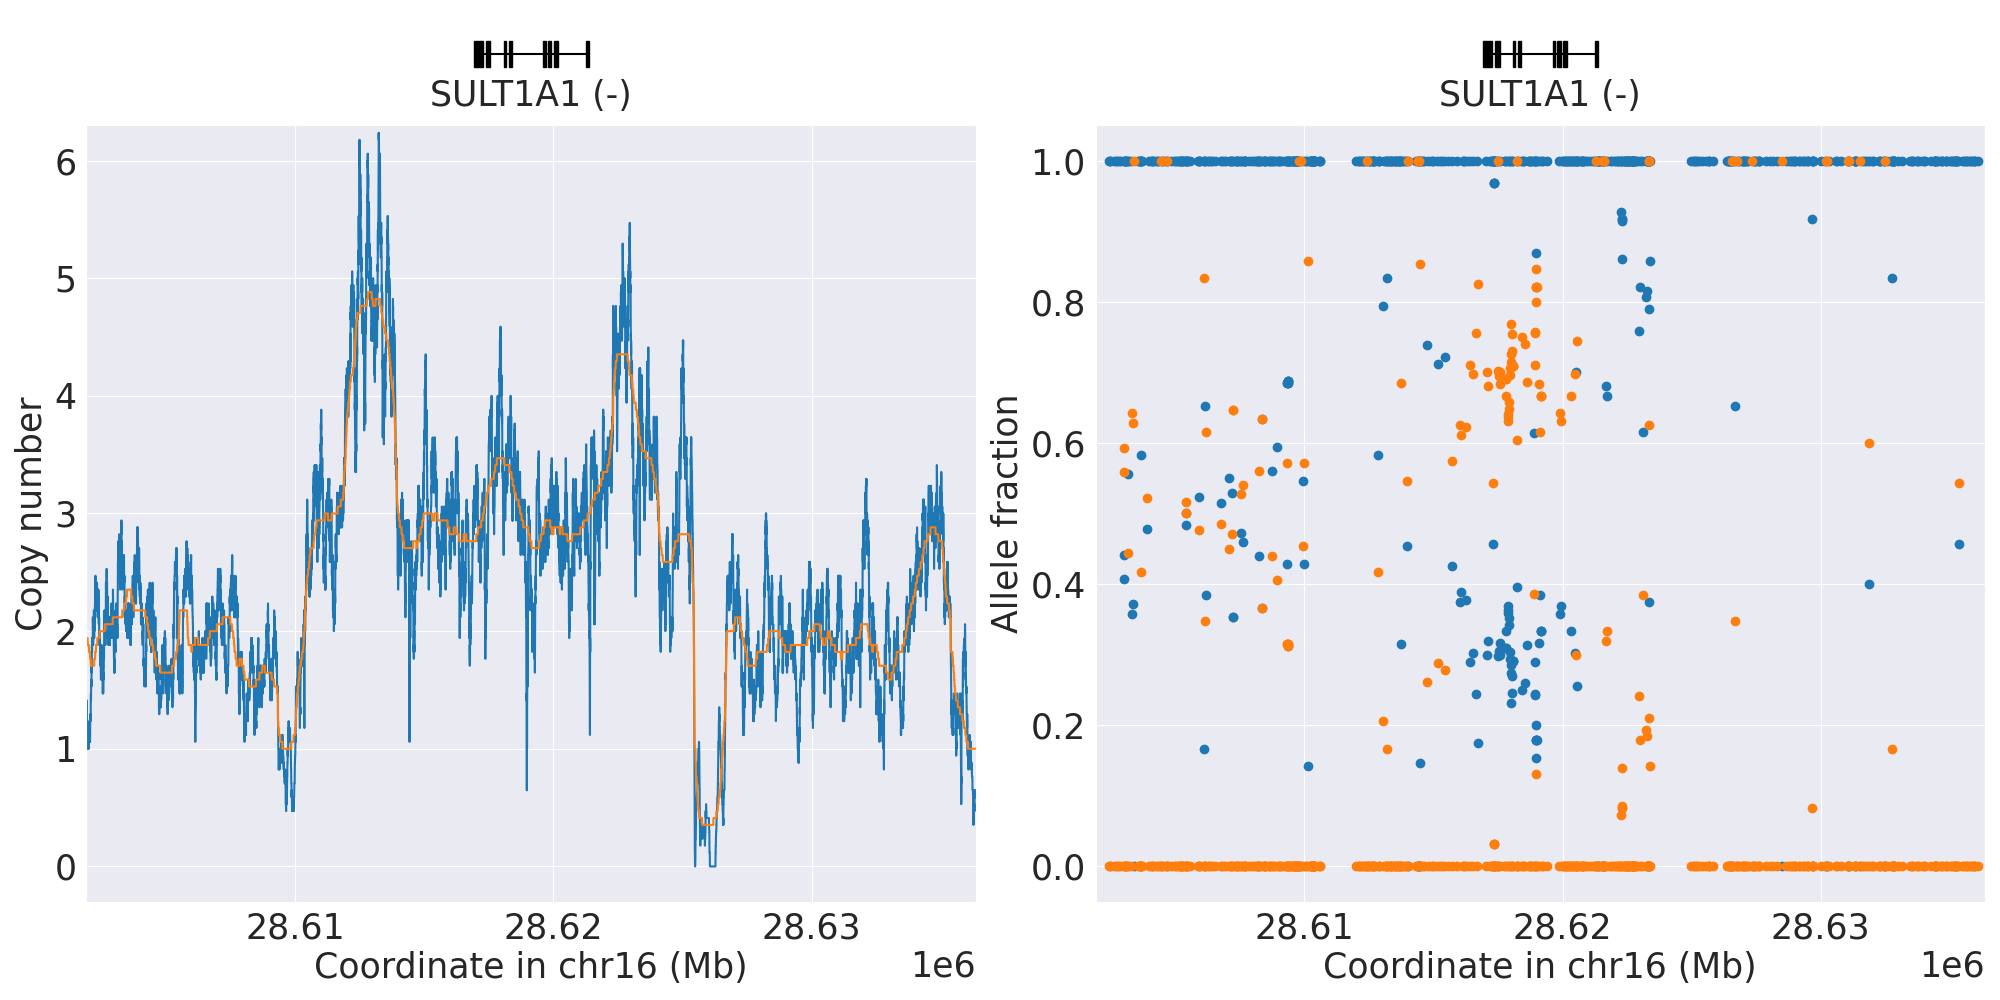 SULT1A1 (-)
6
5
4
3
2
1
0
Copy number
28.61
28.62
28.63
Coordinate in chr16 (Mb)
1e6
SULT1A1 (-)
1.0
0.8
0.6
0.4
0.2
0.0
Allele fraction
28.61
28.62
28.63
Coordinate in chr16 (Mb)
1e6